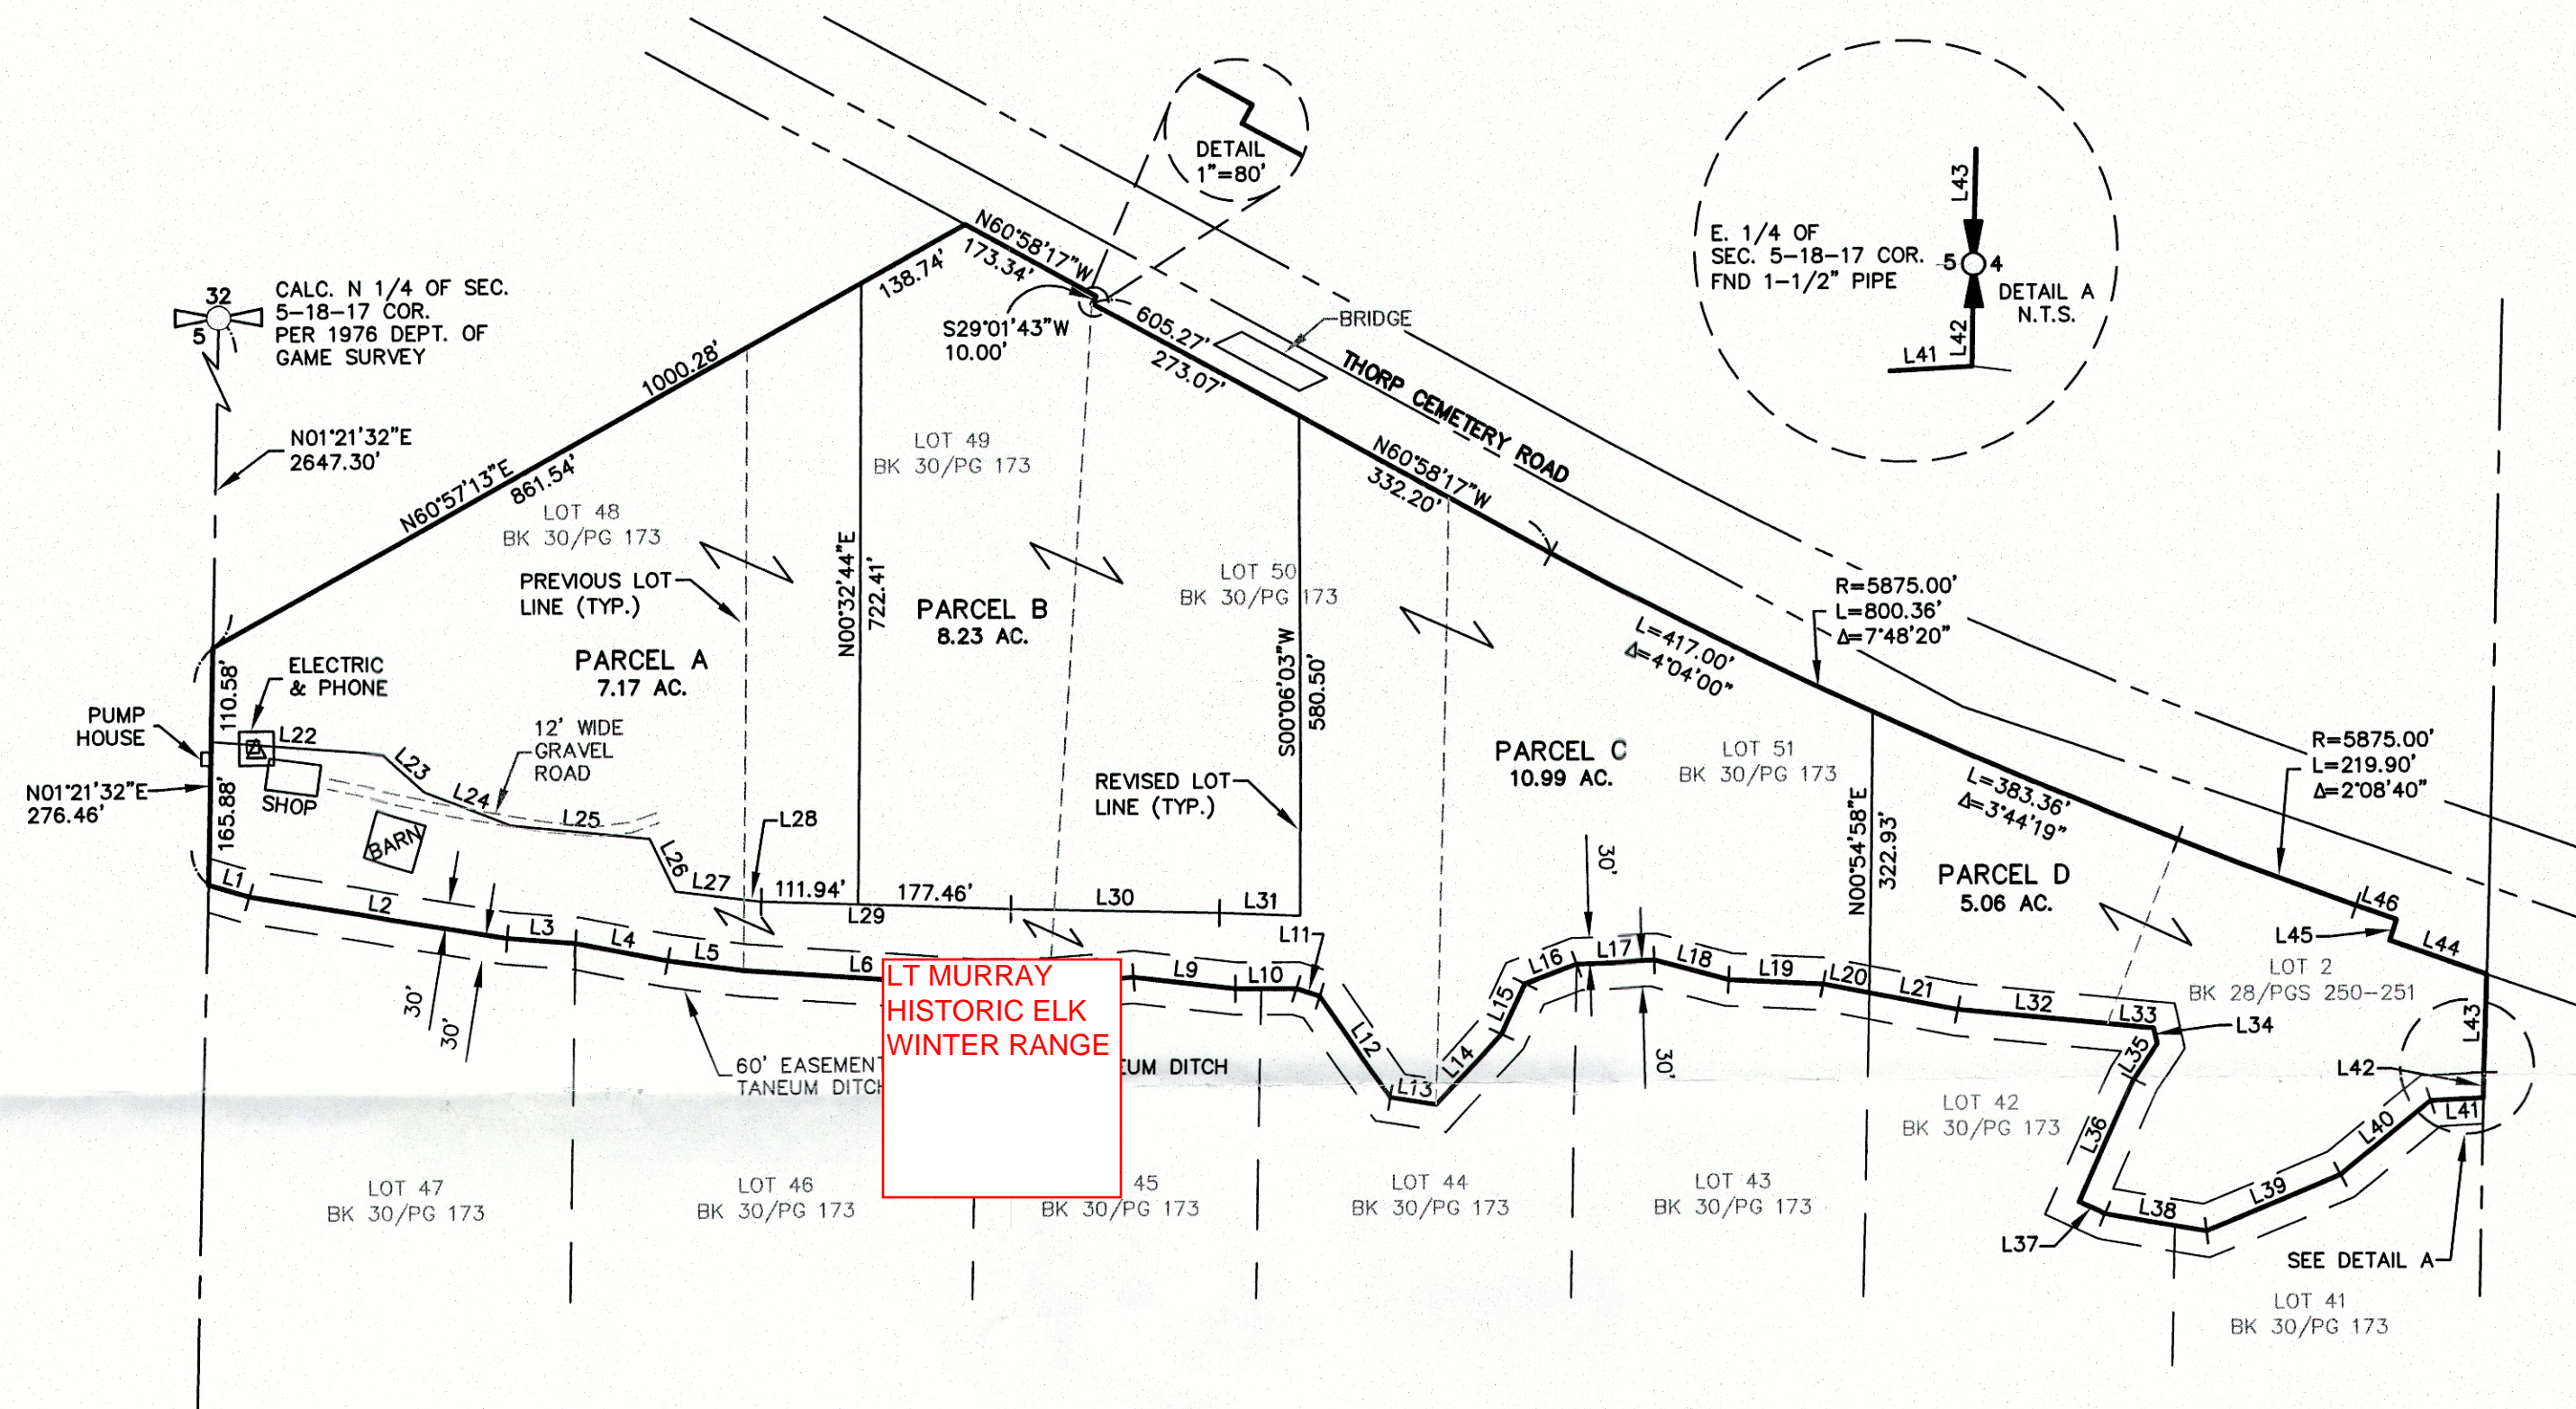 DETAIL
1"=80'
32
5
CALC. N 1/4 OF SEC.
5-18-17 COR.
PER 1976 DEPT. OF
GAME SURVEY
N01°21'32"E
2647.30'
N60°57'13"E
1000.28'
861.54'
138.74'
N60°58'17"W
173.34'
S29°01'43"W
10.00'
605.27'
273.07'
BRIDGE
THORP CEMETERY ROAD
N60°58'17"W
332.20'
E. 1/4 OF
SEC. 5-18-17 COR.
FND 1-1/2" PIPE
L43
5
4
DETAIL A
N.T.S.
L42
L41
LOT 48
BK 30/PG 173
LOT 49
BK 30/PG 173
LOT 50
BK 30/PG 173
PREVIOUS LOT
LINE (TYP.)
PARCEL A
7.17 AC.
N00°32'44"E
722.41'
PARCEL B
8.23 AC.
S00°06'03"W
580.50'
REVISED LOT
LINE (TYP.)
R=5875.00'
L=800.36'
Δ=7°48'20"
L=417.00'
Δ=4°04'00"
PARCEL C
10.99 AC.
LOT 51
BK 30/PG 173
L=383.36'
Δ=3°44'19"
R=5875.00'
L=219.90'
Δ=2°08'40"
N00°54'58"E
322.93'
PARCEL D
5.06 AC.
ELECTRIC
& PHONE
110.58'
PUMP
HOUSE
N01°21'32"E
276.46'
165.88'
SHOP
BARN
12' WIDE
GRAVEL
ROAD
L22
L23
L24
L25
L26
L27
L28
111.94'
177.46'
L29
L30
L31
L1
L2
L3
L4
L5
L6
L9
L10
L11
L12
L13
L14
L15
L16
L17
L18
L19
L20
L21
L32
L33
L34
L35
L36
L37
L38
L39
L40
L41
L42
L43
L44
L45
L46
30'
30'
30'
30'
LT MURRAY
HISTORIC ELK
WINTER RANGE
60' EASEMENT
TANEUM DITCH
EUM DITCH
LOT 2
BK 28/PGS 250-251
LOT 47
BK 30/PG 173
LOT 46
BK 30/PG 173
45
BK 30/PG 173
LOT 44
BK 30/PG 173
LOT 43
BK 30/PG 173
LOT 42
BK 30/PG 173
LOT 41
BK 30/PG 173
SEE DETAIL A